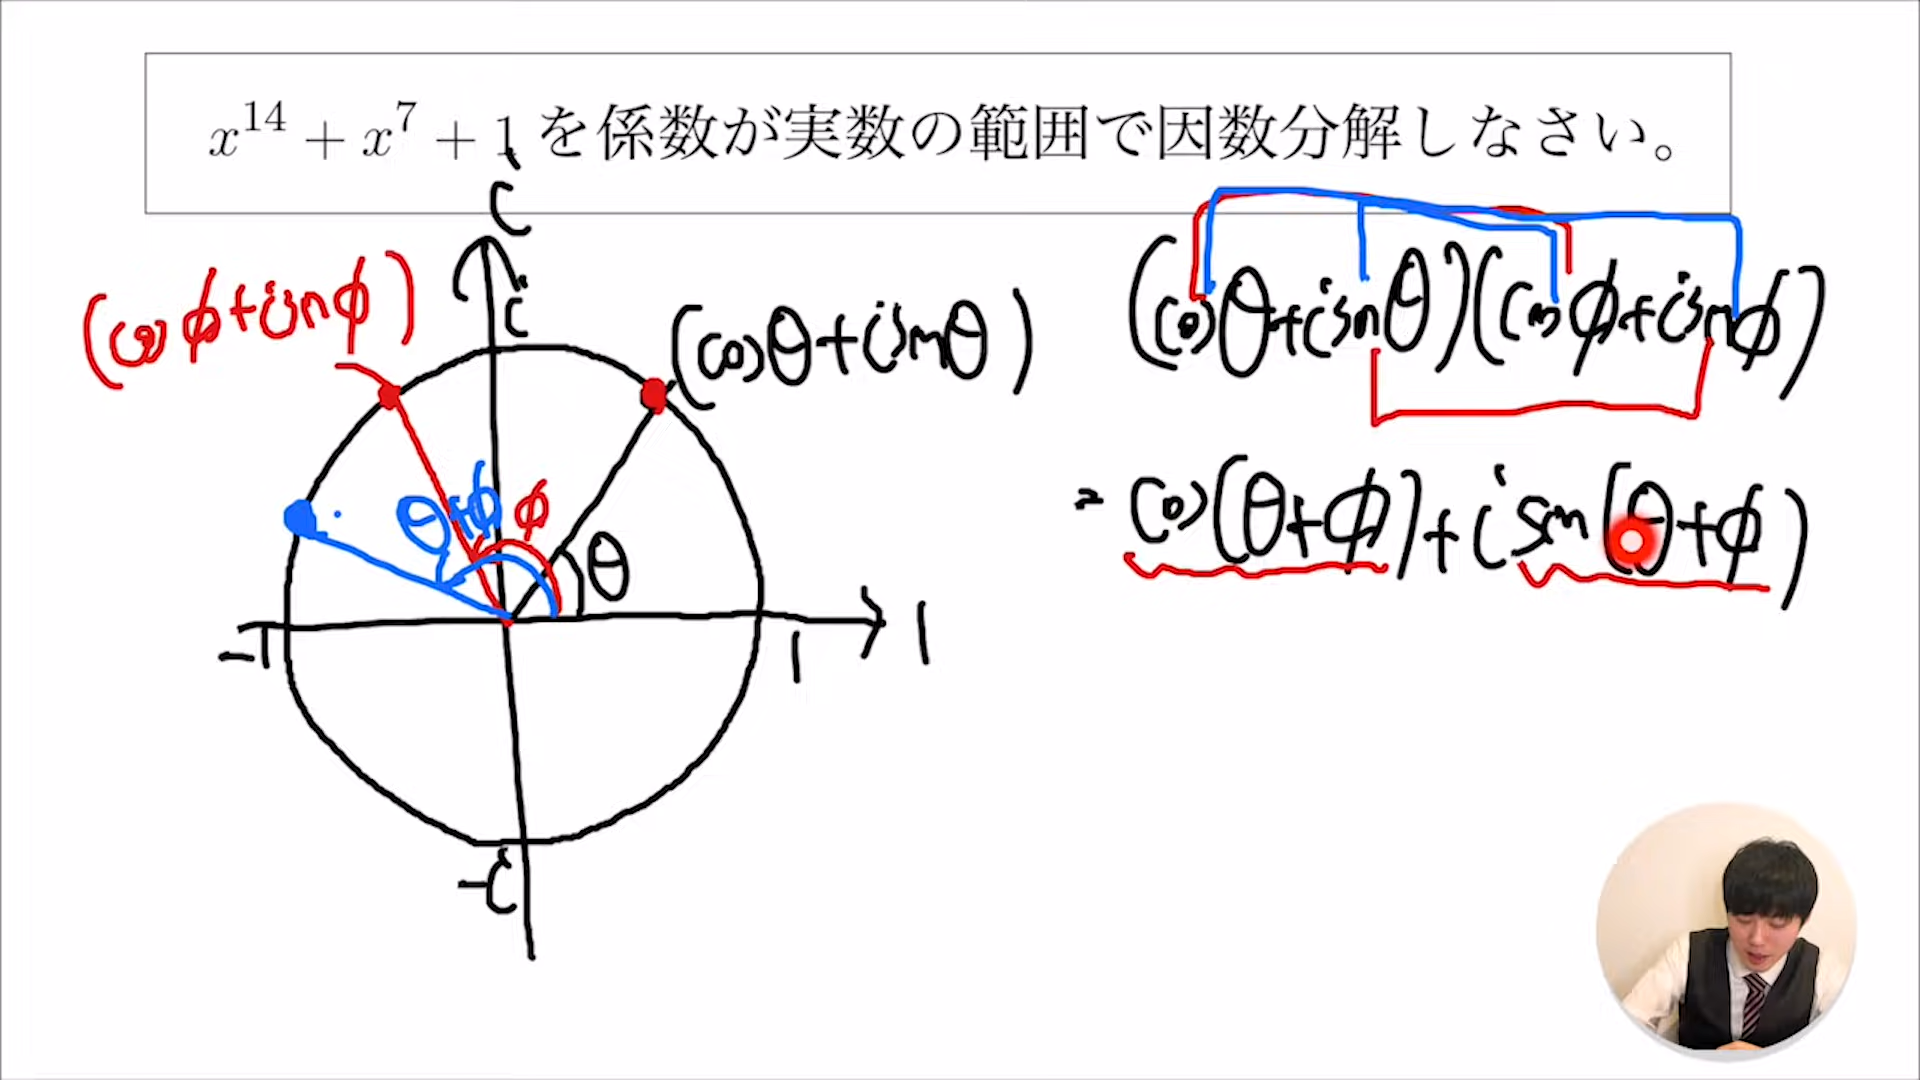 x^{14} + x^7 + 1 を係数が実数の範囲で因数分解しなさい。
i
i
(cosφ+isinφ)
(cosθ+isinθ)
θ+φ
φ
θ
-1
1
1
-i
(cosθ+isinθ)(cosφ+isinφ)
= cos(θ+φ)+isin(θ+φ)